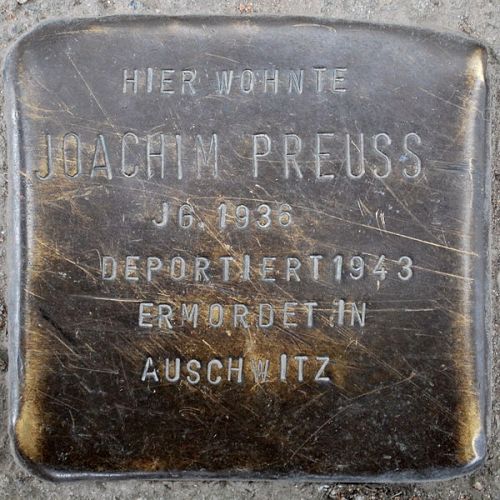 HIER WOHNTE
JOACHIM PREUSS
JG. 1936
DEPORTIERT 1943
ERMORDET IN
AUSCHWITZ